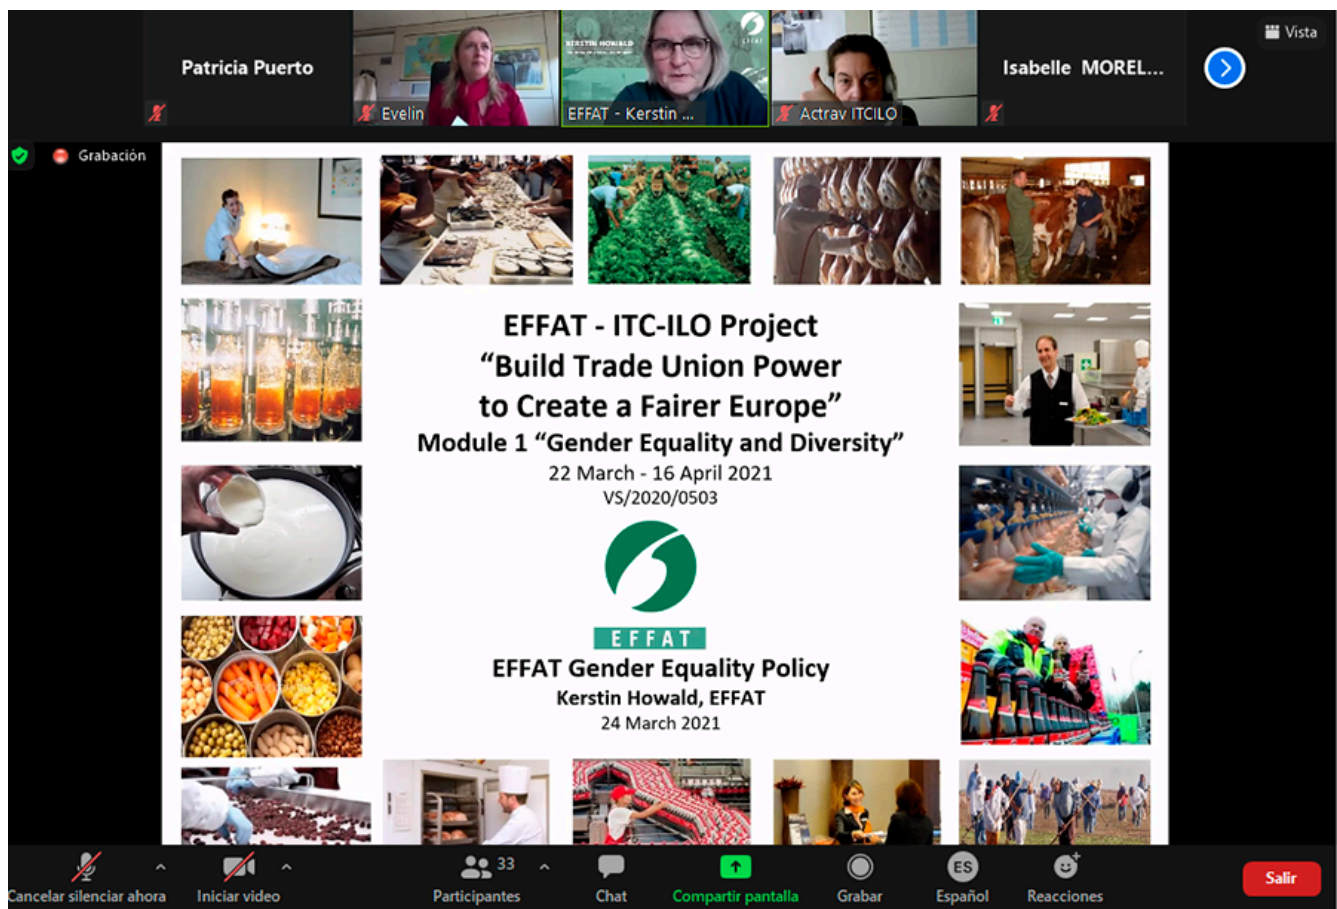 Vista
Patricia Puerto
Evelin
KERSTIN HOWALD
EFFAT
EFFAT - Kerstin ...
Actrav ITCILO
Isabelle MOREL...
Grabación
EFFAT - ITC-ILO Project
“Build Trade Union Power
to Create a Fairer Europe”
Module 1 “Gender Equality and Diversity”
22 March - 16 April 2021
VS/2020/0503
EFFAT
EFFAT Gender Equality Policy
Kerstin Howald, EFFAT
24 March 2021
Cancelar silenciar ahora
Iniciar video
33
Participantes
Chat
Compartir pantalla
Grabar
ES
Español
Reacciones
Salir